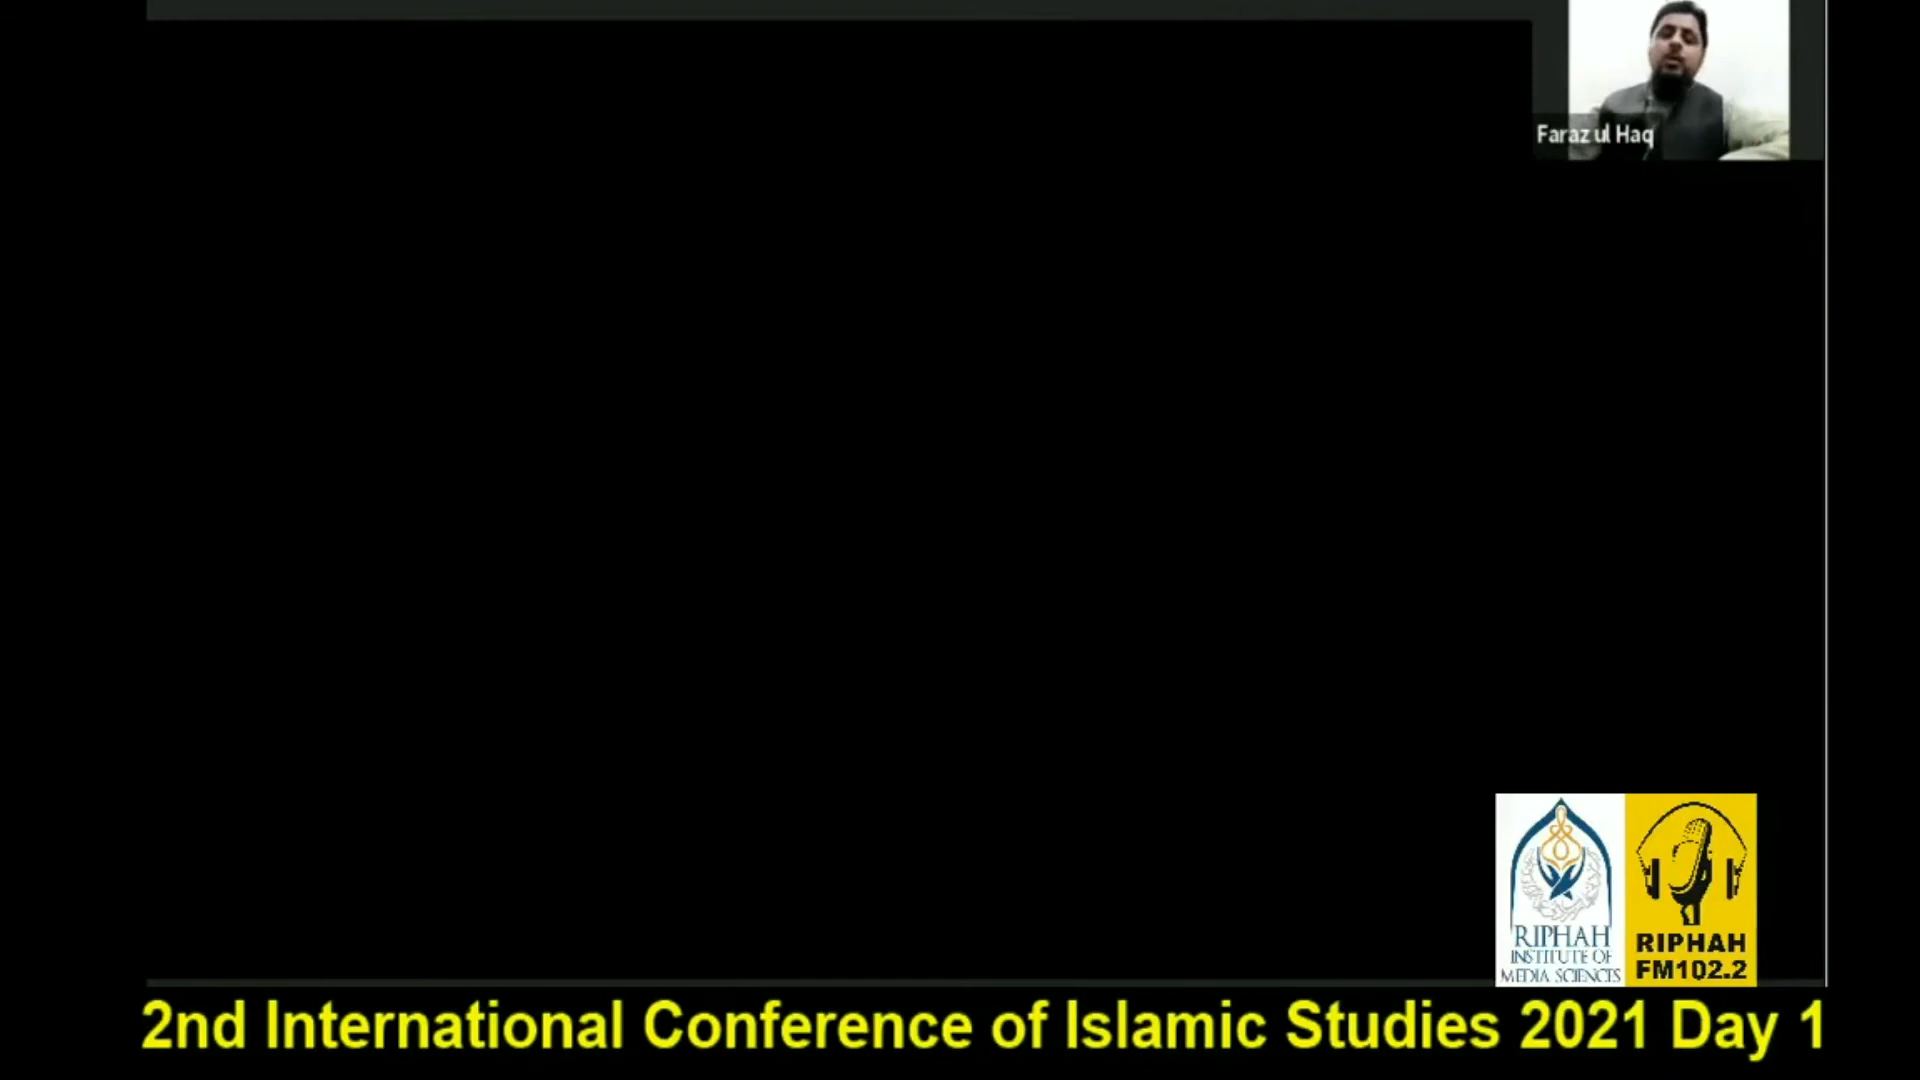 Faraz ul Haq
RIPHAH
INSTITUTE OF
MEDIA SCIENCES
RIPHAH
FM102.2
2nd International Conference of Islamic Studies 2021 Day 1